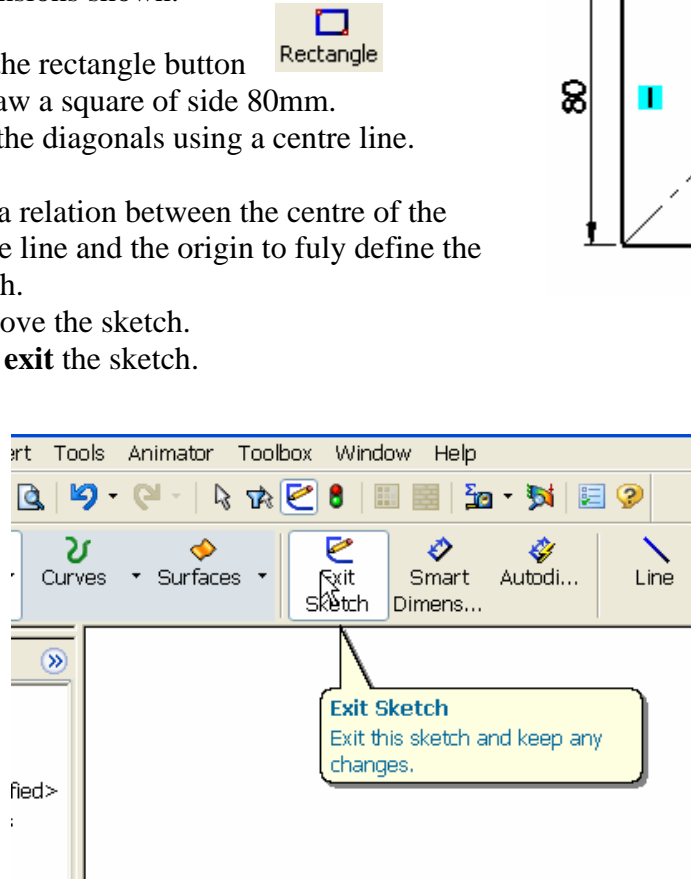 nsions shown.
the rectangle button
Rectangle
aw a square of side 80mm.
the diagonals using a centre line.
80
a relation between the centre of the
e line and the origin to fuly define the
h.
ove the sketch.
exit the sketch.
ert Tools Animator Toolbox Window Help
Curves Surfaces Exit Sketch Smart Dimens... Autodi... Line
Exit Sketch
Exit this sketch and keep any
changes.
fied>